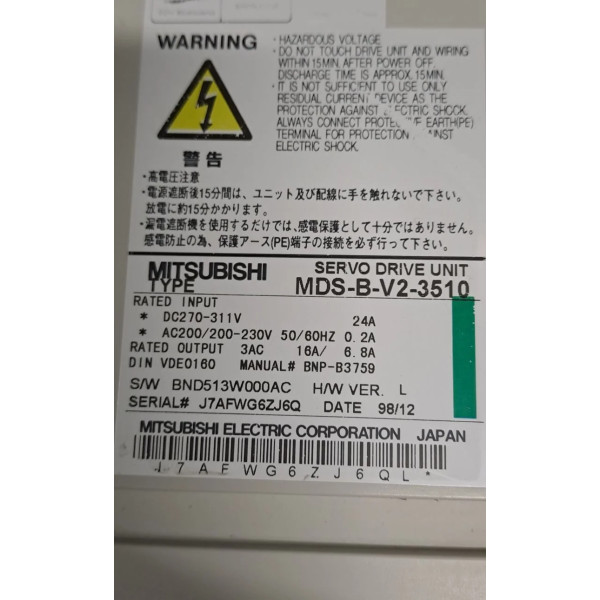 WARNING
・HAZARDOUS VOLTAGE
・DO NOT TOUCH DRIVE UNIT AND WIRING
WITHIN 15MIN. AFTER POWER OFF.
DISCHARGE TIME IS APPROX.15MIN.
・IT IS NOT SUFFICIENT TO USE ONLY
RESIDUAL CURRENT DEVICE AS THE
PROTECTION AGAINST ELECTRIC SHOCK.
ALWAYS CONNECT EARTH(PE)
TERMINAL FOR PROTECTION AGAINST
ELECTRIC SHOCK.
警告
・高電圧注意
・電源遮断後15分間は、ユニット及び配線に手を触れないで下さい。
放電に約15分かかります。
・漏電遮断機を使用するだけでは、感電保護として十分ではありません。
感電防止の為、保護アース(PE)端子の接続を必ず行って下さい。
MITSUBISHI SERVO DRIVE UNIT
TYPE MDS-B-V2-3510
RATED INPUT
* DC270-311V 24A
* AC200/200-230V 50/60HZ 0.2A
RATED OUTPUT 3AC 16A/ 6.8A
DIN VDE0160 MANUAL# BNP-B3759
S/W BND513W000AC H/W VER. L
SERIAL# J7AFWG6ZJ6Q DATE 98/12
MITSUBISHI ELECTRIC CORPORATION JAPAN
J7AFWG6ZJ6QL*